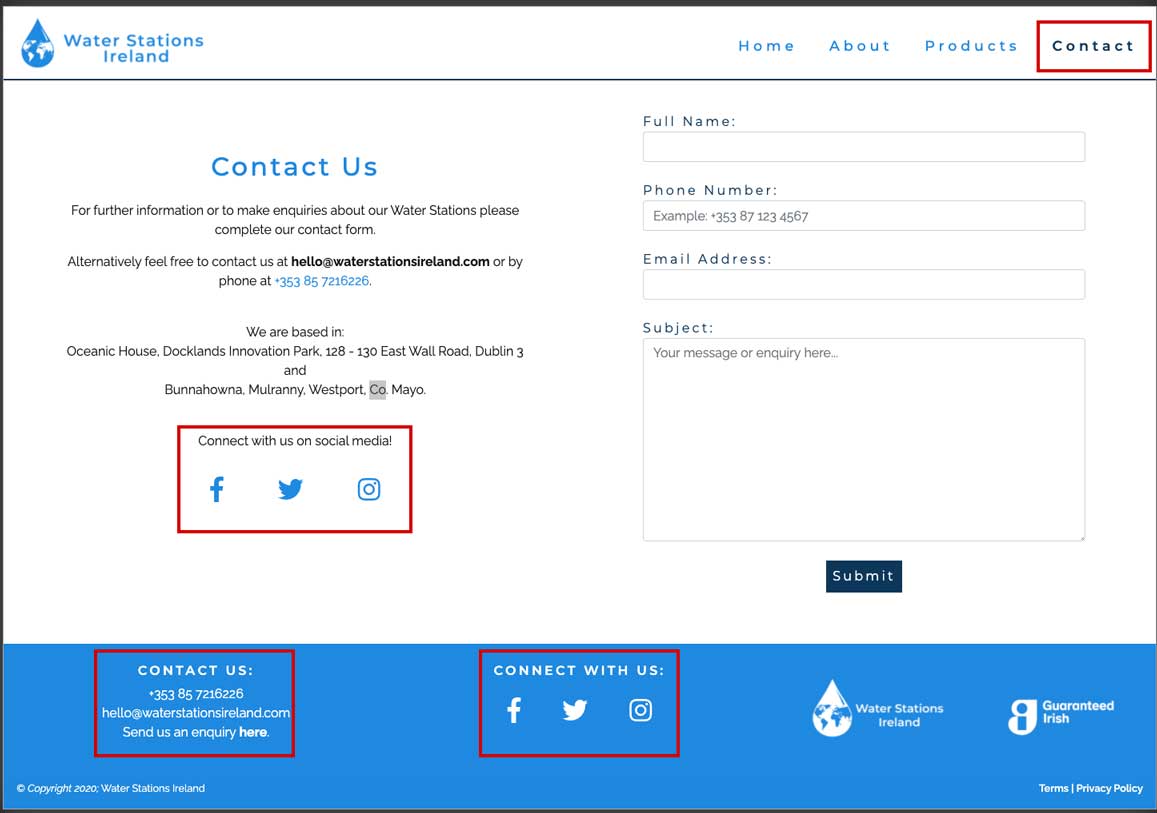 Water Stations
Ireland
Home
About
Products
Contact
Contact Us
For further information or to make enquiries about our Water Stations please
complete our contact form.
Alternatively feel free to contact us at hello@waterstationsireland.com or by
phone at +353 85 7216226.
We are based in:
Oceanic House, Docklands Innovation Park, 128 - 130 East Wall Road, Dublin 3
and
Bunnahowna, Mulranny, Westport, Co. Mayo.
Connect with us on social media!
Full Name:
Phone Number:
Example: +353 87 123 4567
Email Address:
Subject:
Your message or enquiry here...
Submit
CONTACT US:
+353 85 7216226
hello@waterstationsireland.com
Send us an enquiry here.
CONNECT WITH US:
Water Stations
Ireland
Guaranteed
Irish
© Copyright 2020; Water Stations Ireland
Terms | Privacy Policy